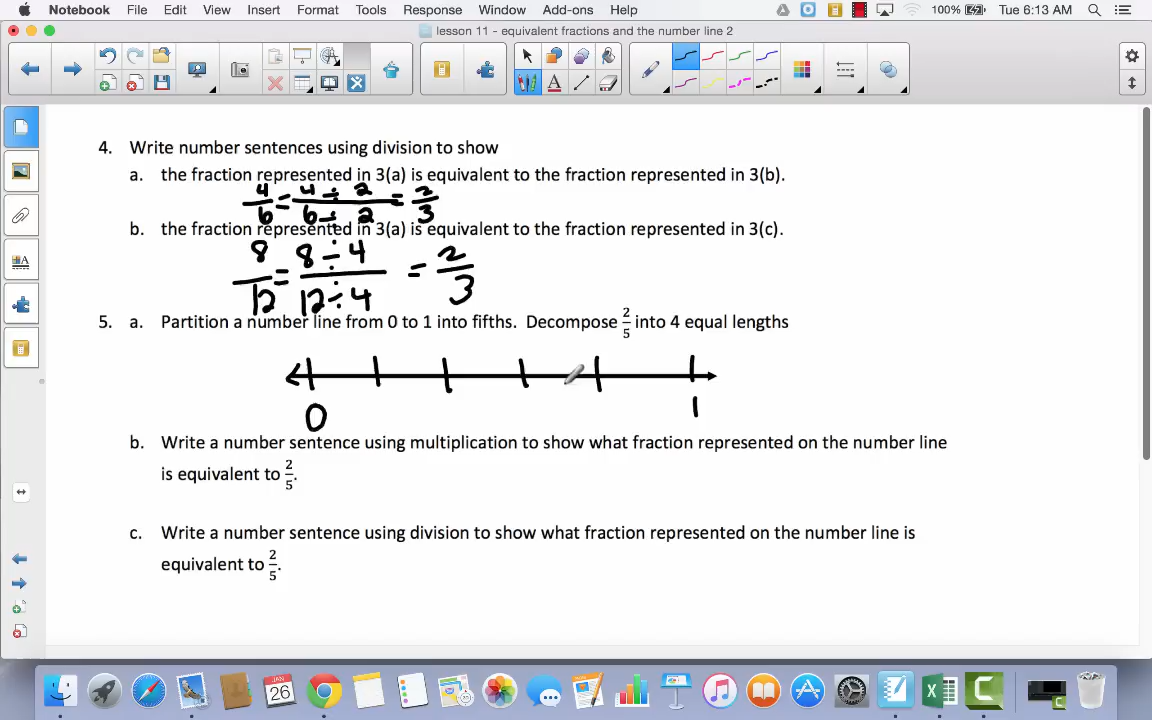 Notebook File Edit View Insert Format Tools Response Window Add-ons Help 100% Tue 6:13 AM
lesson 11 - equivalent fractions and the number line 2
4. Write number sentences using division to show
a. the fraction represented in 3(a) is equivalent to the fraction represented in 3(b).
4/6 = 4 ÷ 2 / 6 ÷ 2 = 2/3
b. the fraction represented in 3(a) is equivalent to the fraction represented in 3(c).
8/12 = 8 ÷ 4 / 12 ÷ 4 = 2/3
5. a. Partition a number line from 0 to 1 into fifths. Decompose 2/5 into 4 equal lengths
0 1
b. Write a number sentence using multiplication to show what fraction represented on the number line
is equivalent to 2/5.
c. Write a number sentence using division to show what fraction represented on the number line is
equivalent to 2/5.
JAN
26